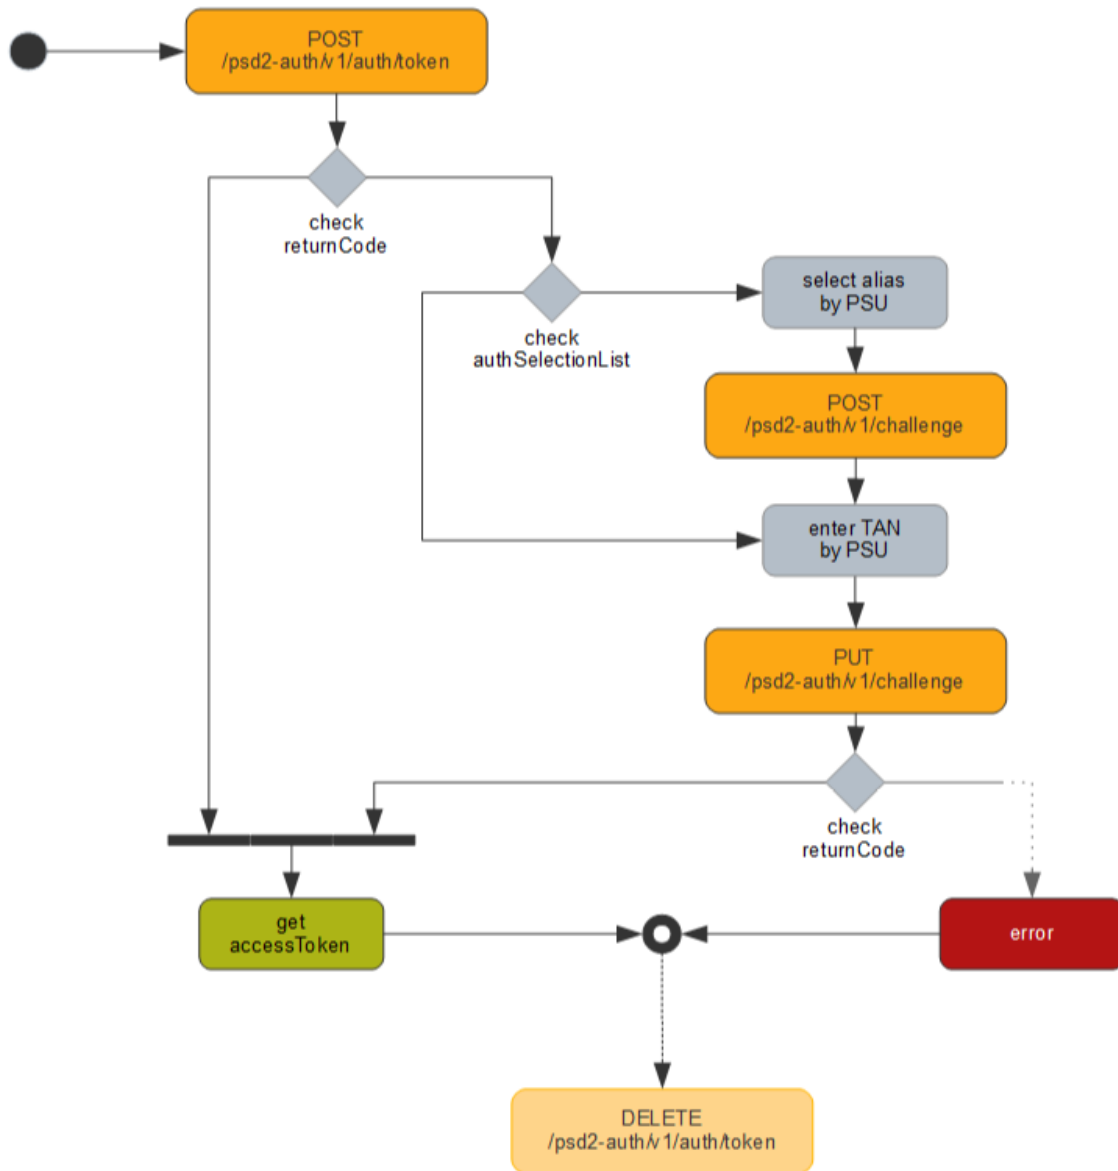 POST
/psd2-auth/v1/auth/token
check
returnCode
check
authSelectionList
select alias
by PSU
POST
/psd2-auth/v1/challenge
enter TAN
by PSU
PUT
/psd2-auth/v1/challenge
check
returnCode
get
accessToken
error
DELETE
/psd2-auth/v1/auth/token